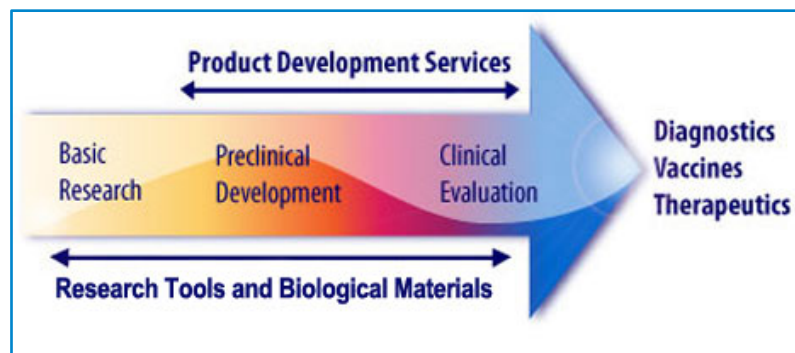 Product Development Services
Basic
Research
Preclinical
Development
Clinical
Evaluation
Diagnostics
Vaccines
Therapeutics
Research Tools and Biological Materials